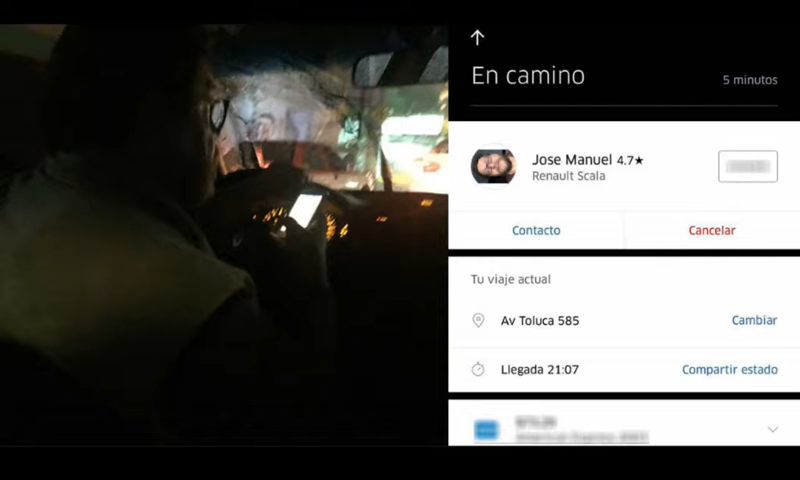 En camino
5 minutos
Jose Manuel 4.7★
Renault Scala
Contacto
Cancelar
Tu viaje actual
Av Toluca 585
Cambiar
Llegada 21:07
Compartir estado